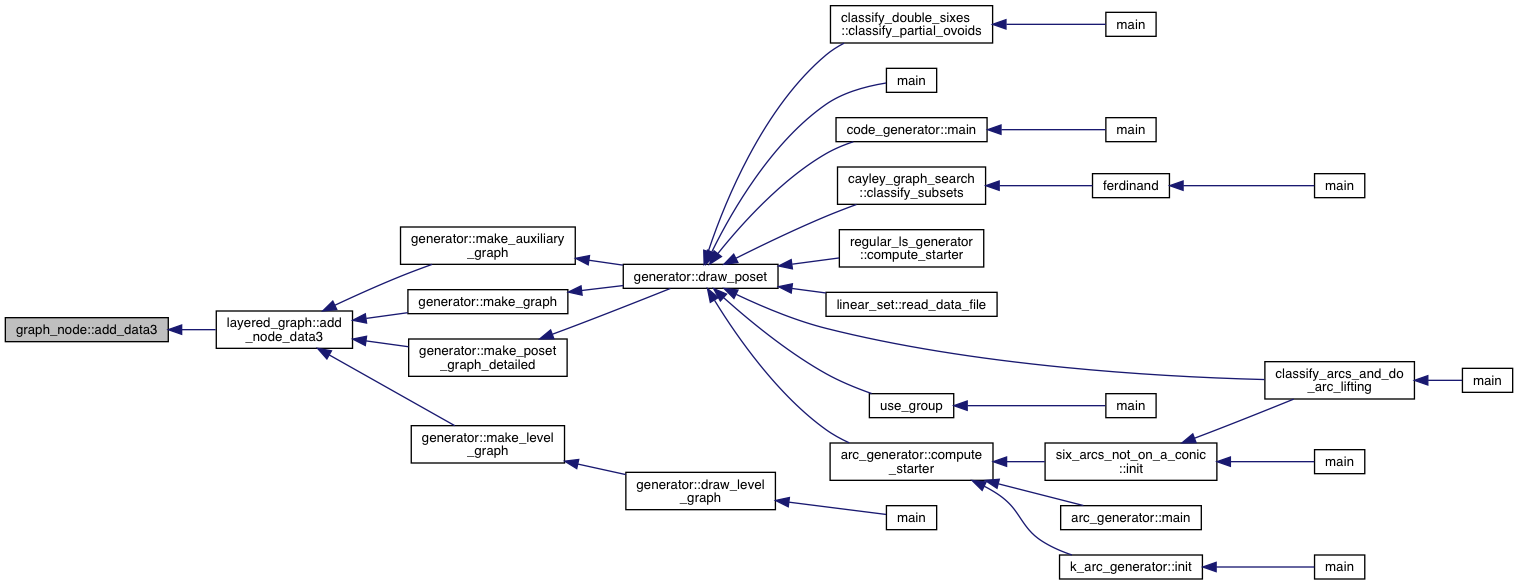 graph_node::add_data3
layered_graph::add
_node_data3
generator::make_auxiliary
_graph
generator::make_graph
generator::make_poset
_graph_detailed
generator::make_level
_graph
generator::draw_poset
generator::draw_level
_graph
classify_double_sixes
::classify_partial_ovoids
main
main
code_generator::main
main
cayley_graph_search
::classify_subsets
ferdinand
main
regular_ls_generator
::compute_starter
linear_set::read_data_file
classify_arcs_and_do
_arc_lifting
main
use_group
main
arc_generator::compute
_starter
six_arcs_not_on_a_conic
::init
main
arc_generator::main
k_arc_generator::init
main
main